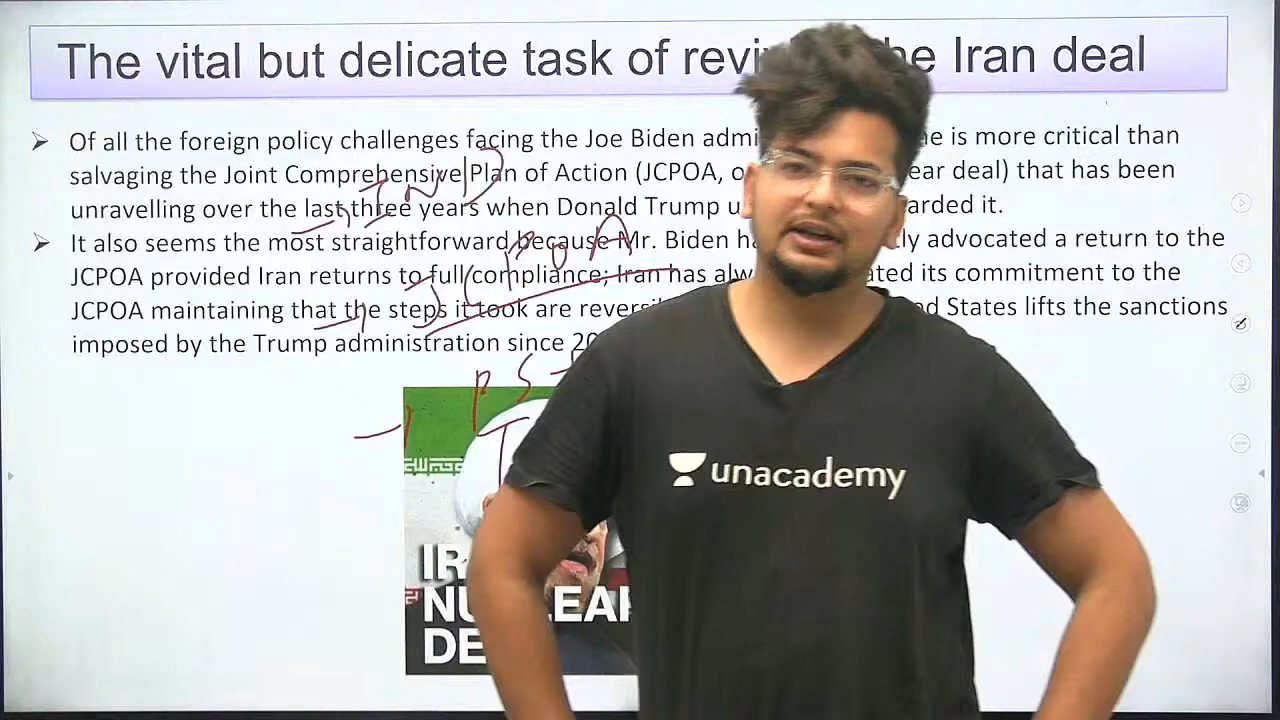 The vital but delicate task of revi he Iran deal
➢ Of all the foreign policy challenges facing the Joe Biden admi e is more critical than
salvaging the Joint Comprehensive Plan of Action (JCPOA, o ear deal) that has been
unravelling over the last three years when Donald Trump u arded it.
➢ It also seems the most straightforward because Mr. Biden ha ly advocated a return to the
JCPOA provided Iran returns to full compliance; Iran has alw ated its commitment to the
JCPOA maintaining that the steps it took are reversi d States lifts the sanctions
imposed by the Trump administration since 20
IND
JCPOA
P5
unacademy
IR
NU LEAR
DE